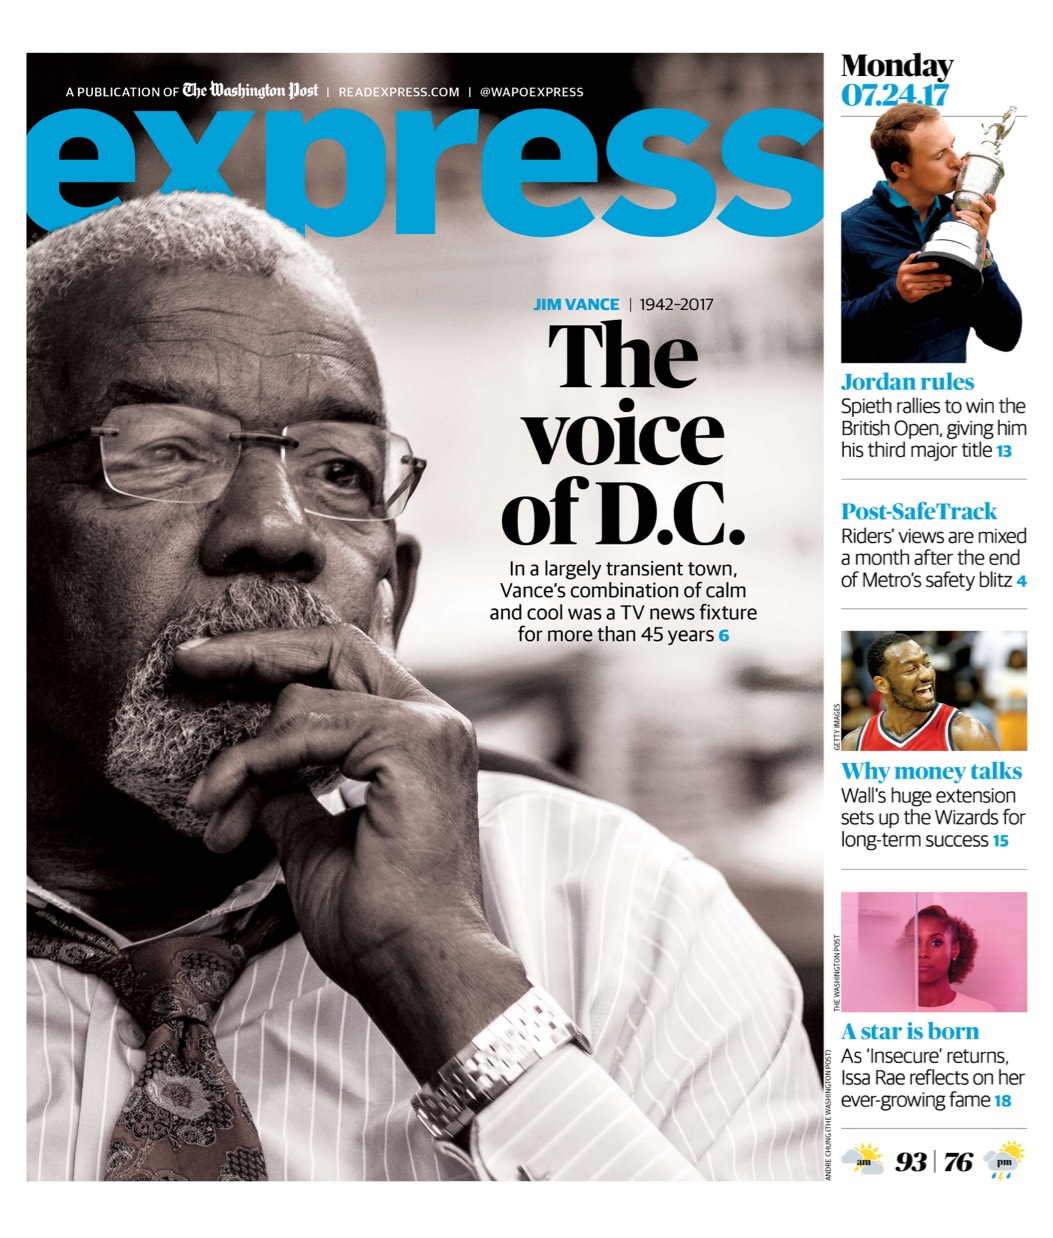 A PUBLICATION OF The Washington Post | READEXPRESS.COM | @WAPOEXPRESS
express
JIM VANCE | 1942–2017
The
voice
of D.C.
In a largely transient town,
Vance's combination of calm
and cool was a TV news fixture
for more than 45 years 6
ANDRE CHUNG (THE WASHINGTON POST)
Monday
07.24.17
Jordan rules
Spieth rallies to win the
British Open, giving him
his third major title 13
Post-SafeTrack
Riders' views are mixed
a month after the end
of Metro's safety blitz 4
GETTY IMAGES
Why money talks
Wall's huge extension
sets up the Wizards for
long-term success 15
THE WASHINGTON POST
A star is born
As 'Insecure' returns,
Issa Rae reflects on her
ever-growing fame 18
am 93 | 76 pm